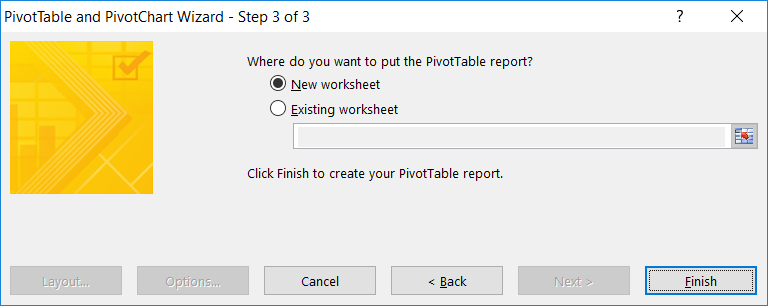 PivotTable and PivotChart Wizard - Step 3 of 3
?
Where do you want to put the PivotTable report?
New worksheet
Existing worksheet
Click Finish to create your PivotTable report.
Layout... Options... Cancel < Back Next > Finish